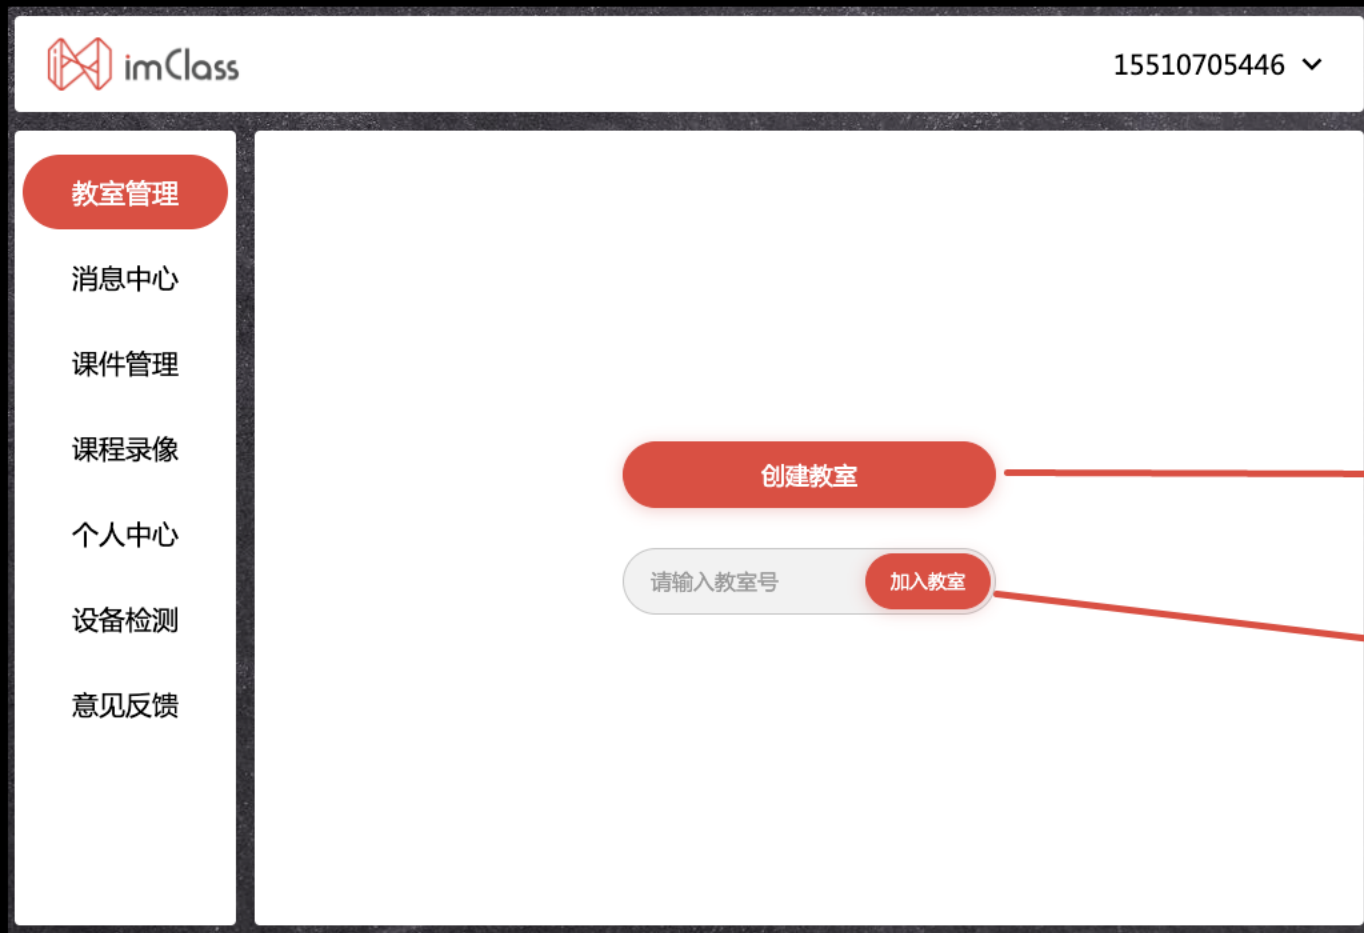 imClass
15510705446
教室管理
消息中心
课件管理
课程录像
个人中心
设备检测
意见反馈
创建教室
请输入教室号
加入教室